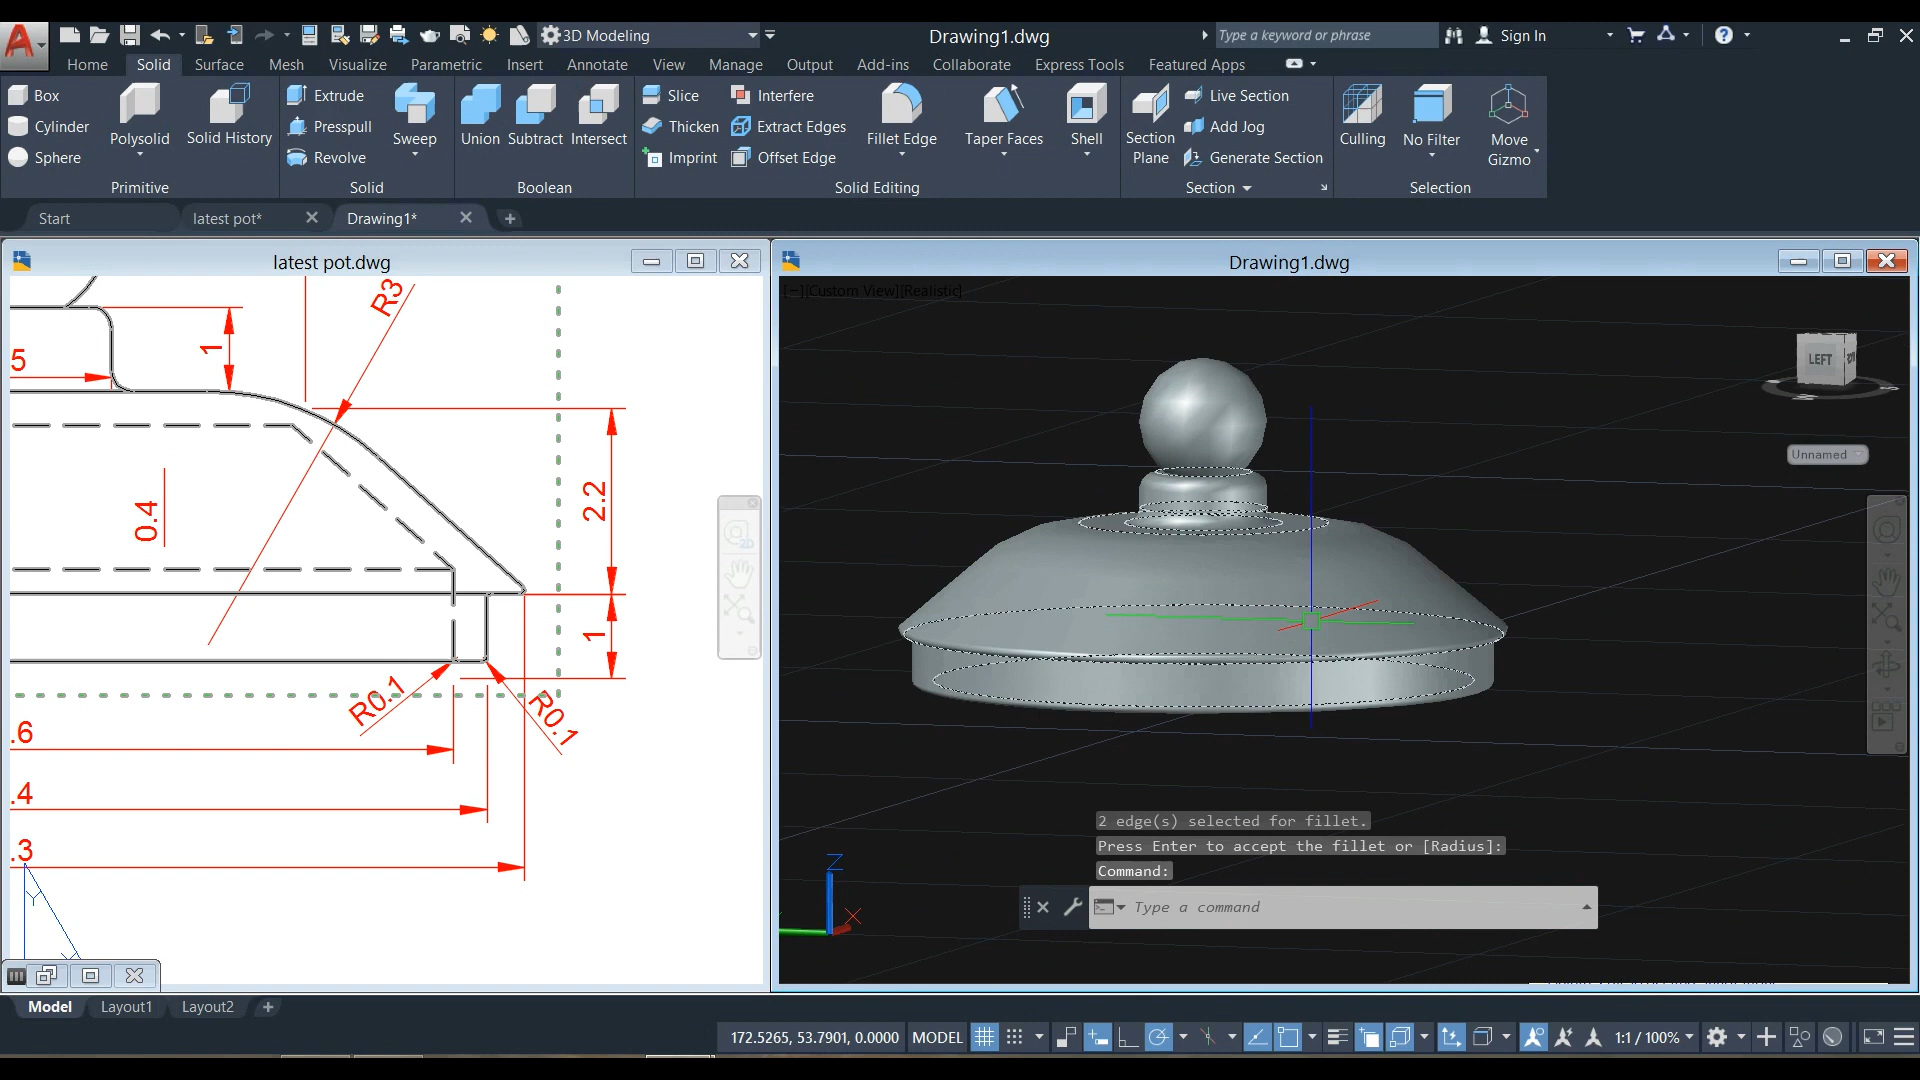 3D Modeling
Drawing1.dwg
Type a keyword or phrase
Sign In
Home Solid Surface Mesh Visualize Parametric Insert Annotate View Manage Output Add-ins Collaborate Express Tools Featured Apps
Box
Cylinder
Sphere
Polysolid
Solid History
Primitive
Extrude
Presspull
Revolve
Sweep
Solid
Union
Subtract
Intersect
Boolean
Slice
Thicken
Imprint
Interfere
Extract Edges
Offset Edge
Fillet Edge
Taper Faces
Shell
Solid Editing
Section
Plane
Live Section
Add Jog
Generate Section
Section
Culling
No Filter
Move
Gizmo
Selection
Start
latest pot*
Drawing1*
latest pot.dwg
R3
1
5
2.2
0.4
1
R0.1
R0.1
.6
.4
.3
Y
Drawing1.dwg
[−][Custom View][Realistic]
LEFT
Unnamed
2 edge(s) selected for fillet.
Press Enter to accept the fillet or [Radius]:
Command:
Type a command
Z
X
Model
Layout1
Layout2
172.5265, 53.7901, 0.0000
MODEL
1:1 / 100%